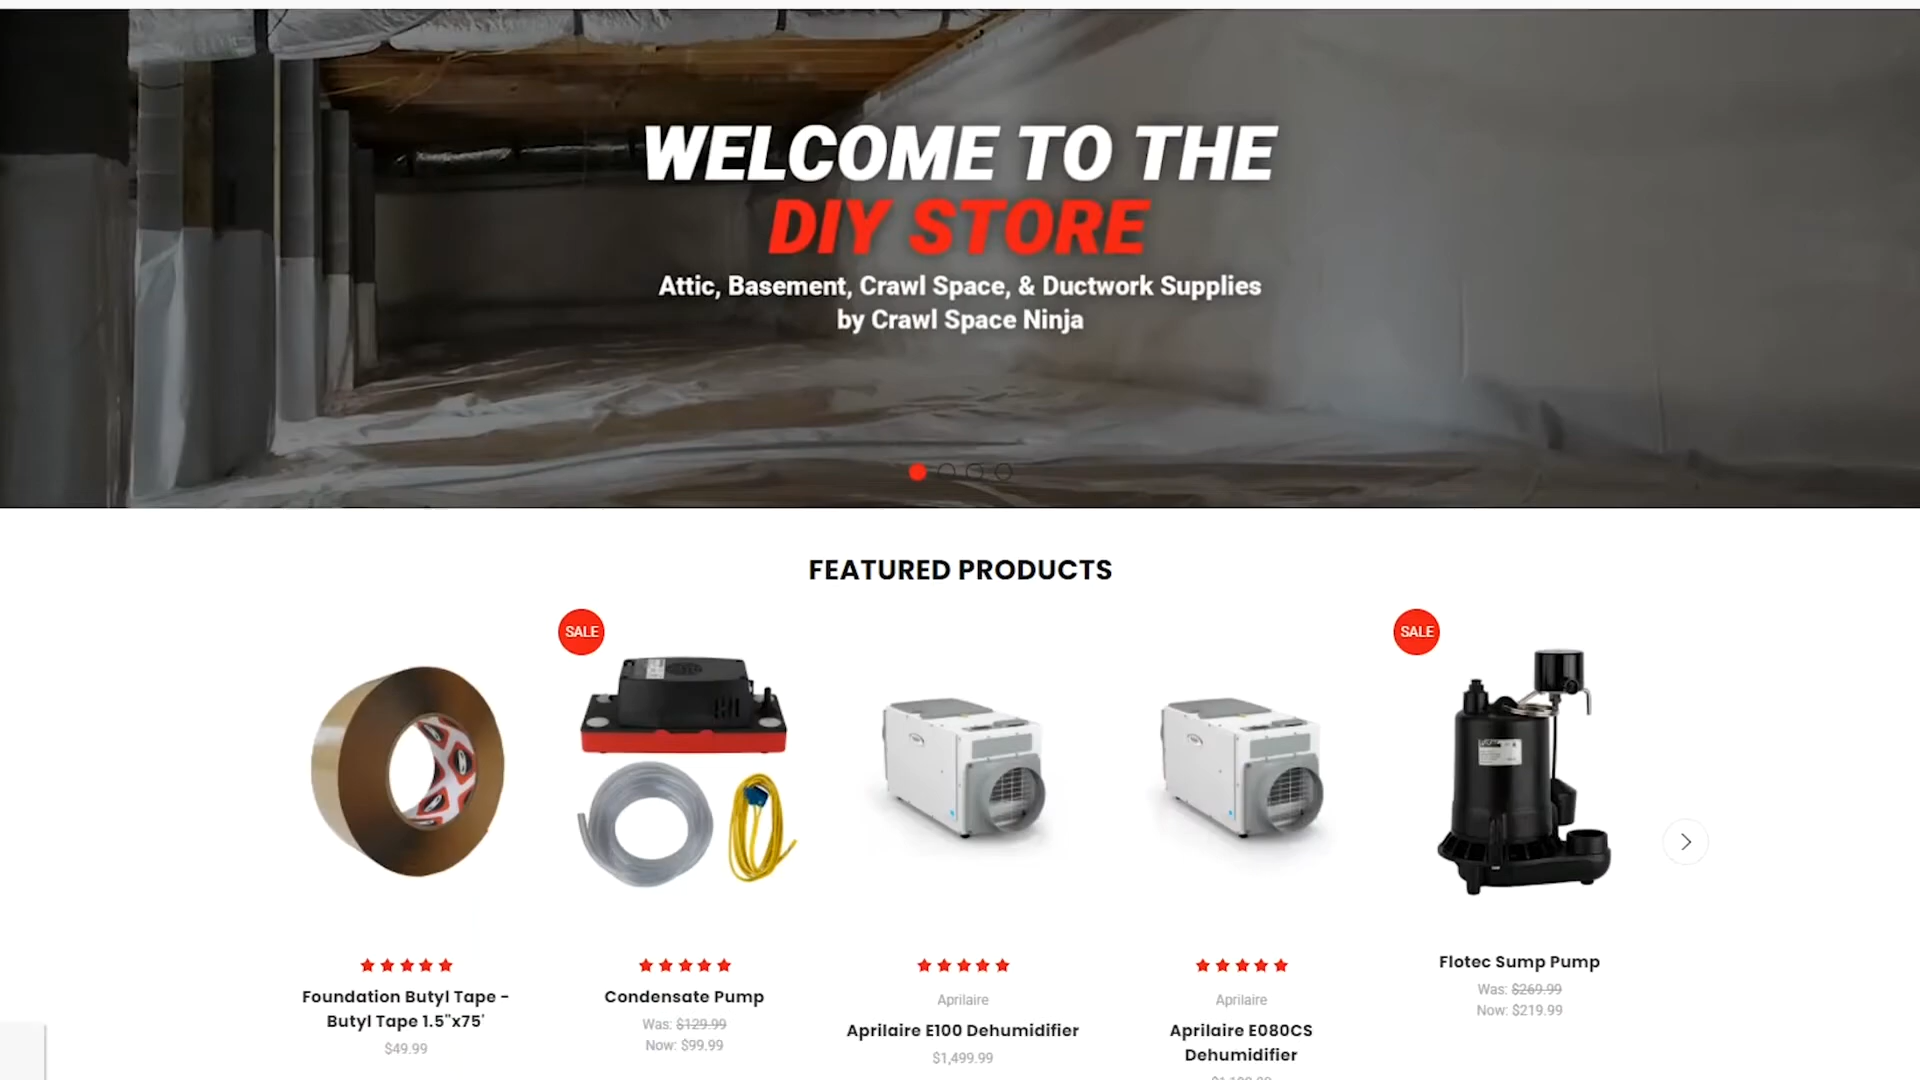 WELCOME TO THE
DIY STORE
Attic, Basement, Crawl Space, & Ductwork Supplies
by Crawl Space Ninja
FEATURED PRODUCTS
SALE
SALE
Foundation Butyl Tape -
Butyl Tape 1.5"x75'
$49.99
Condensate Pump
Was: $129.99
Now: $99.99
Aprilaire
Aprilaire E100 Dehumidifier
$1,499.99
Aprilaire
Aprilaire E080CS
Dehumidifier
Flotec Sump Pump
Was: $269.99
Now: $219.99